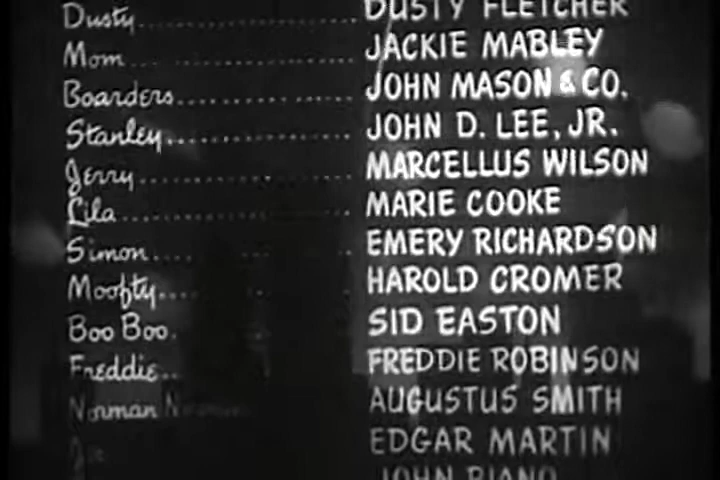 Dusty........................ DUSTY FLETCHER
Mom........................ JACKIE MABLEY
Boarders.................... JOHN MASON & CO.
Stanley..................... JOHN D. LEE, JR.
Jerry........................ MARCELLUS WILSON
Lila......................... MARIE COOKE
Simon.... EMERY RICHARDSON
Moofty.... HAROLD CROMER
Boo Boo. SID EASTON
Freddie.. FREDDIE ROBINSON
Norman AUGUSTUS SMITH
EDGAR MARTIN
JOHN RIANO